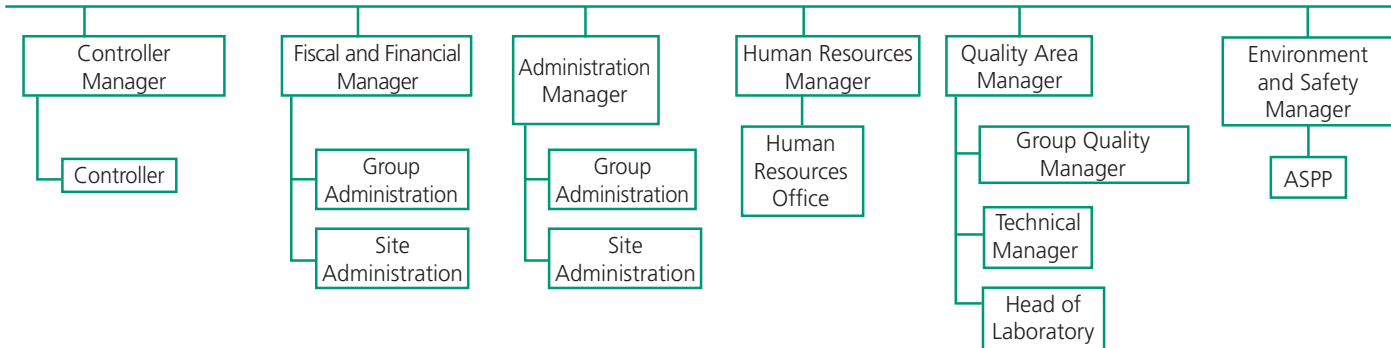 Controller
Manager
Controller
Fiscal and Financial
Manager
Group
Administration
Site
Administration
Administration
Manager
Group
Administration
Site
Administration
Human Resources
Manager
Human
Resources
Office
Quality Area
Manager
Group Quality
Manager
Technical
Manager
Head of
Laboratory
Environment
and Safety
Manager
ASPP